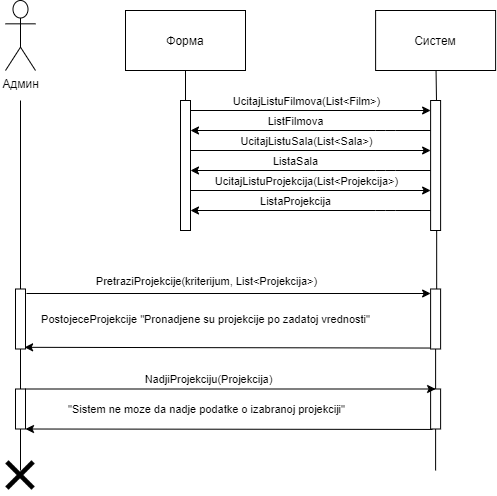 Форма
Систем
Админ
UcitajListuFilmova(List<Film>)
ListFilmova
UcitajListuSala(List<Sala>)
ListaSala
UcitajListuProjekcija(List<Projekcija>)
ListaProjekcija
PretraziProjekcije(kriterijum, List<Projekcija>)
PostojeceProjekcije "Pronadjene su projekcije po zadatoj vrednosti"
NadjiProjekciju(Projekcija)
"Sistem ne moze da nadje podatke o izabranoj projekciji"